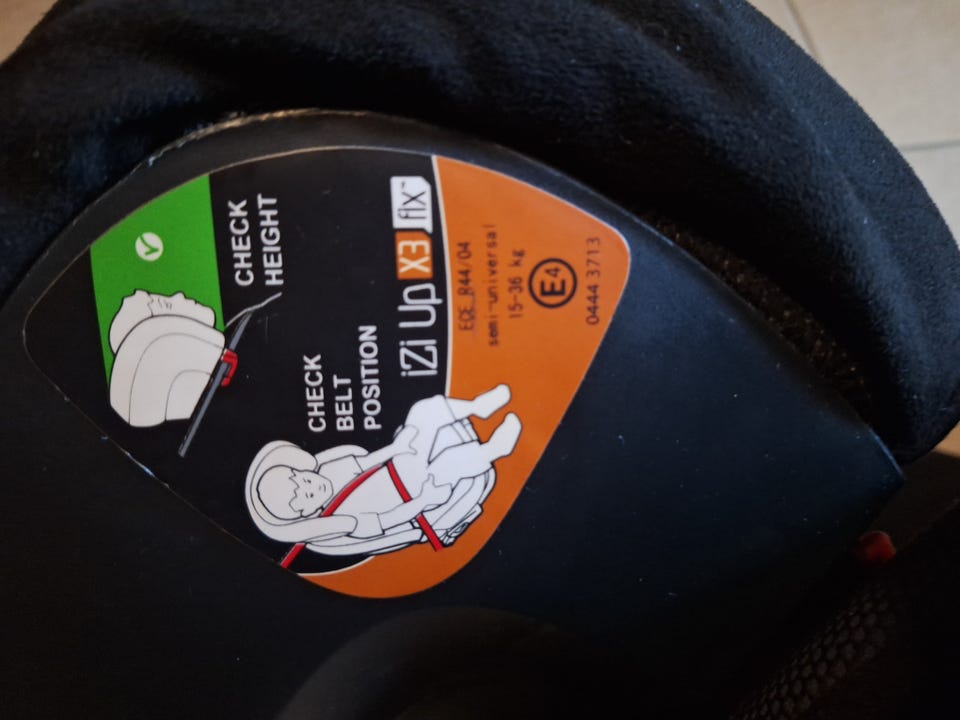 CHECK
HEIGHT
CHECK
BELT
POSITION
iZi Up X3 fix™
ECE R44/04
semi-universal
15-36 kg
E4
0444 3713